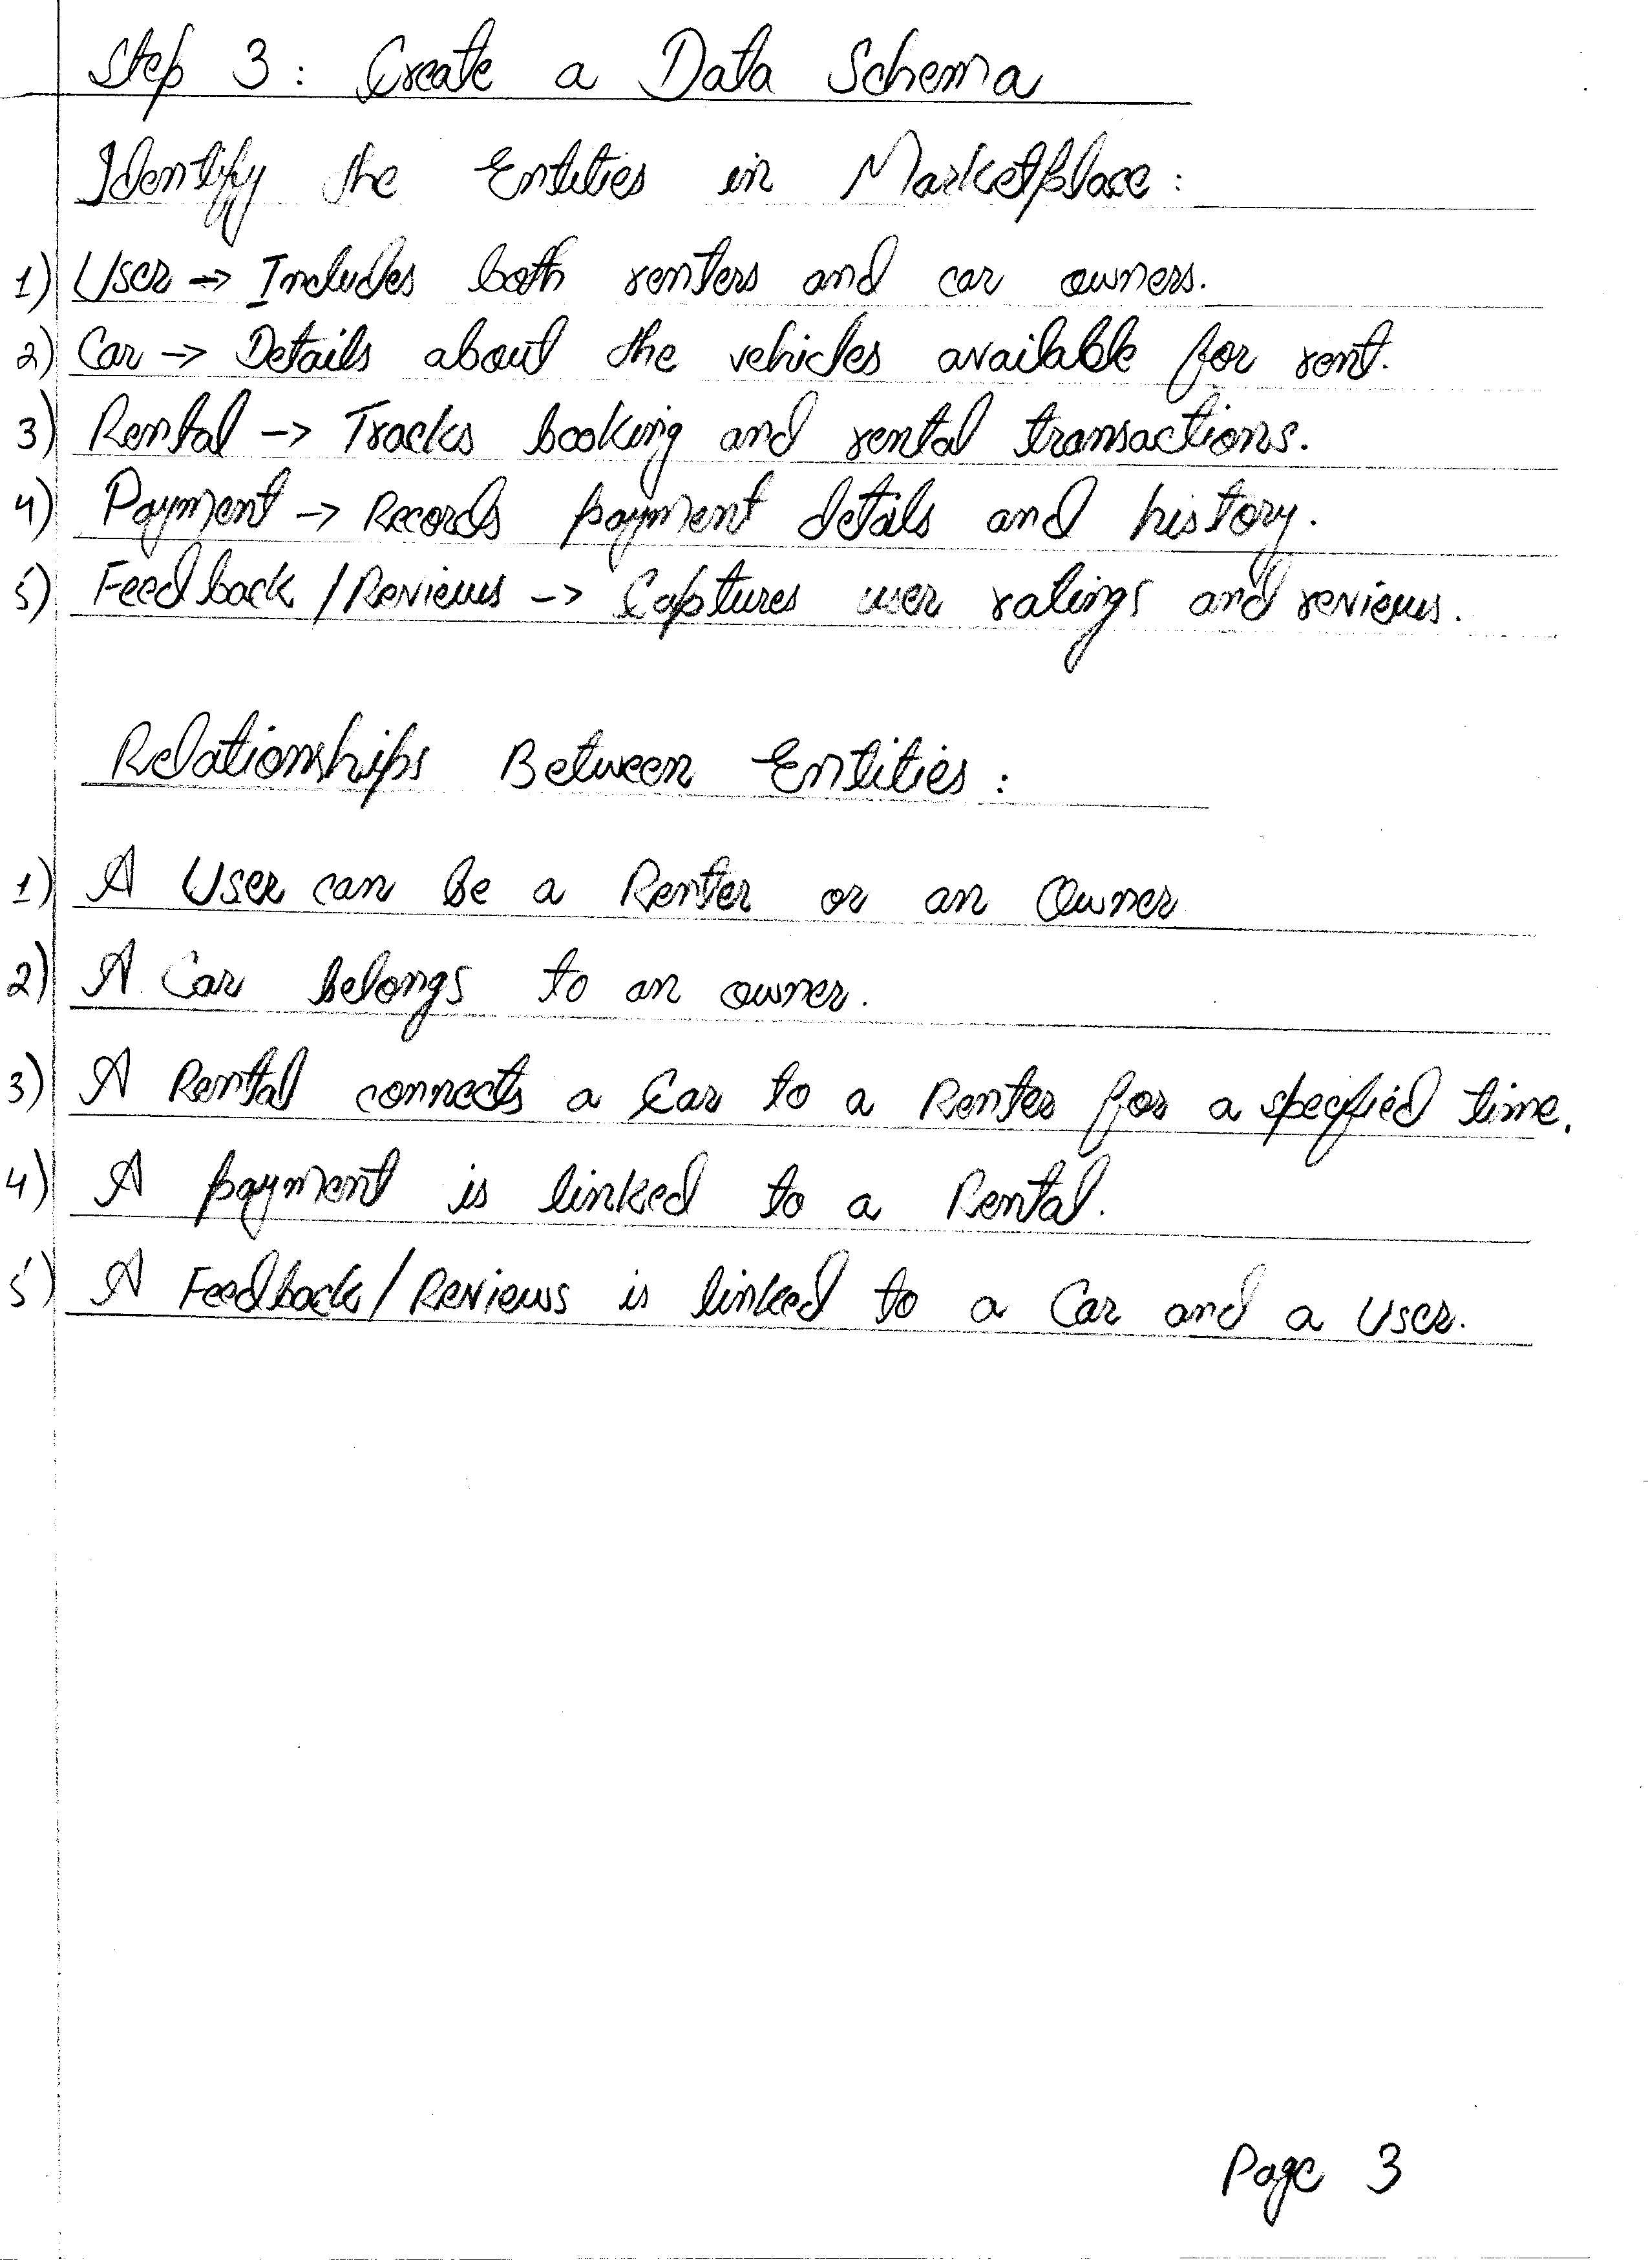 Step 3: Create a Data Schema
Identify the Entities in Marketplace:
1) User -> Includes both renters and car owners.
2) Car -> Details about the vehicles available for rent.
3) Rental -> Tracks booking and rental transactions.
4) Payment -> Records payment details and history.
5) Feedback/Reviews -> Captures user ratings and reviews.
Relationships Between Entities:
1) A User can be a Renter or an Owner
2) A Car belongs to an owner.
3) A Rental connects a Car to a Renter for a specified time.
4) A payment is linked to a Rental.
5) A Feedback/Reviews is linked to a Car and a User.
Page 3